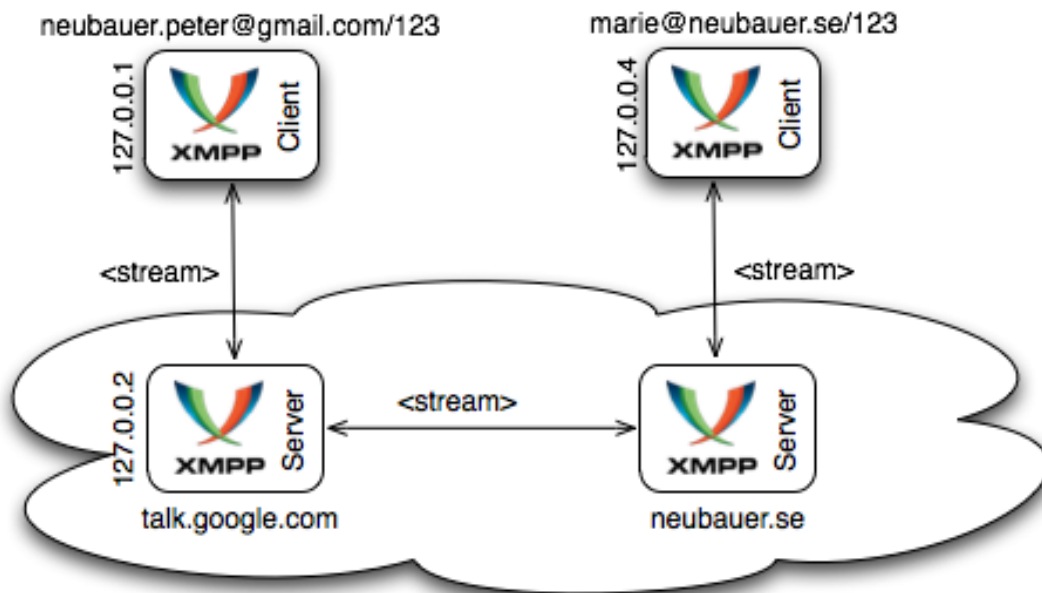 neubauer.peter@gmail.com/123
marie@neubauer.se/123
127.0.0.1
XMPP
Client
127.0.0.4
XMPP
Client
<stream>
<stream>
127.0.0.2
XMPP
Server
<stream>
XMPP
Server
talk.google.com
neubauer.se